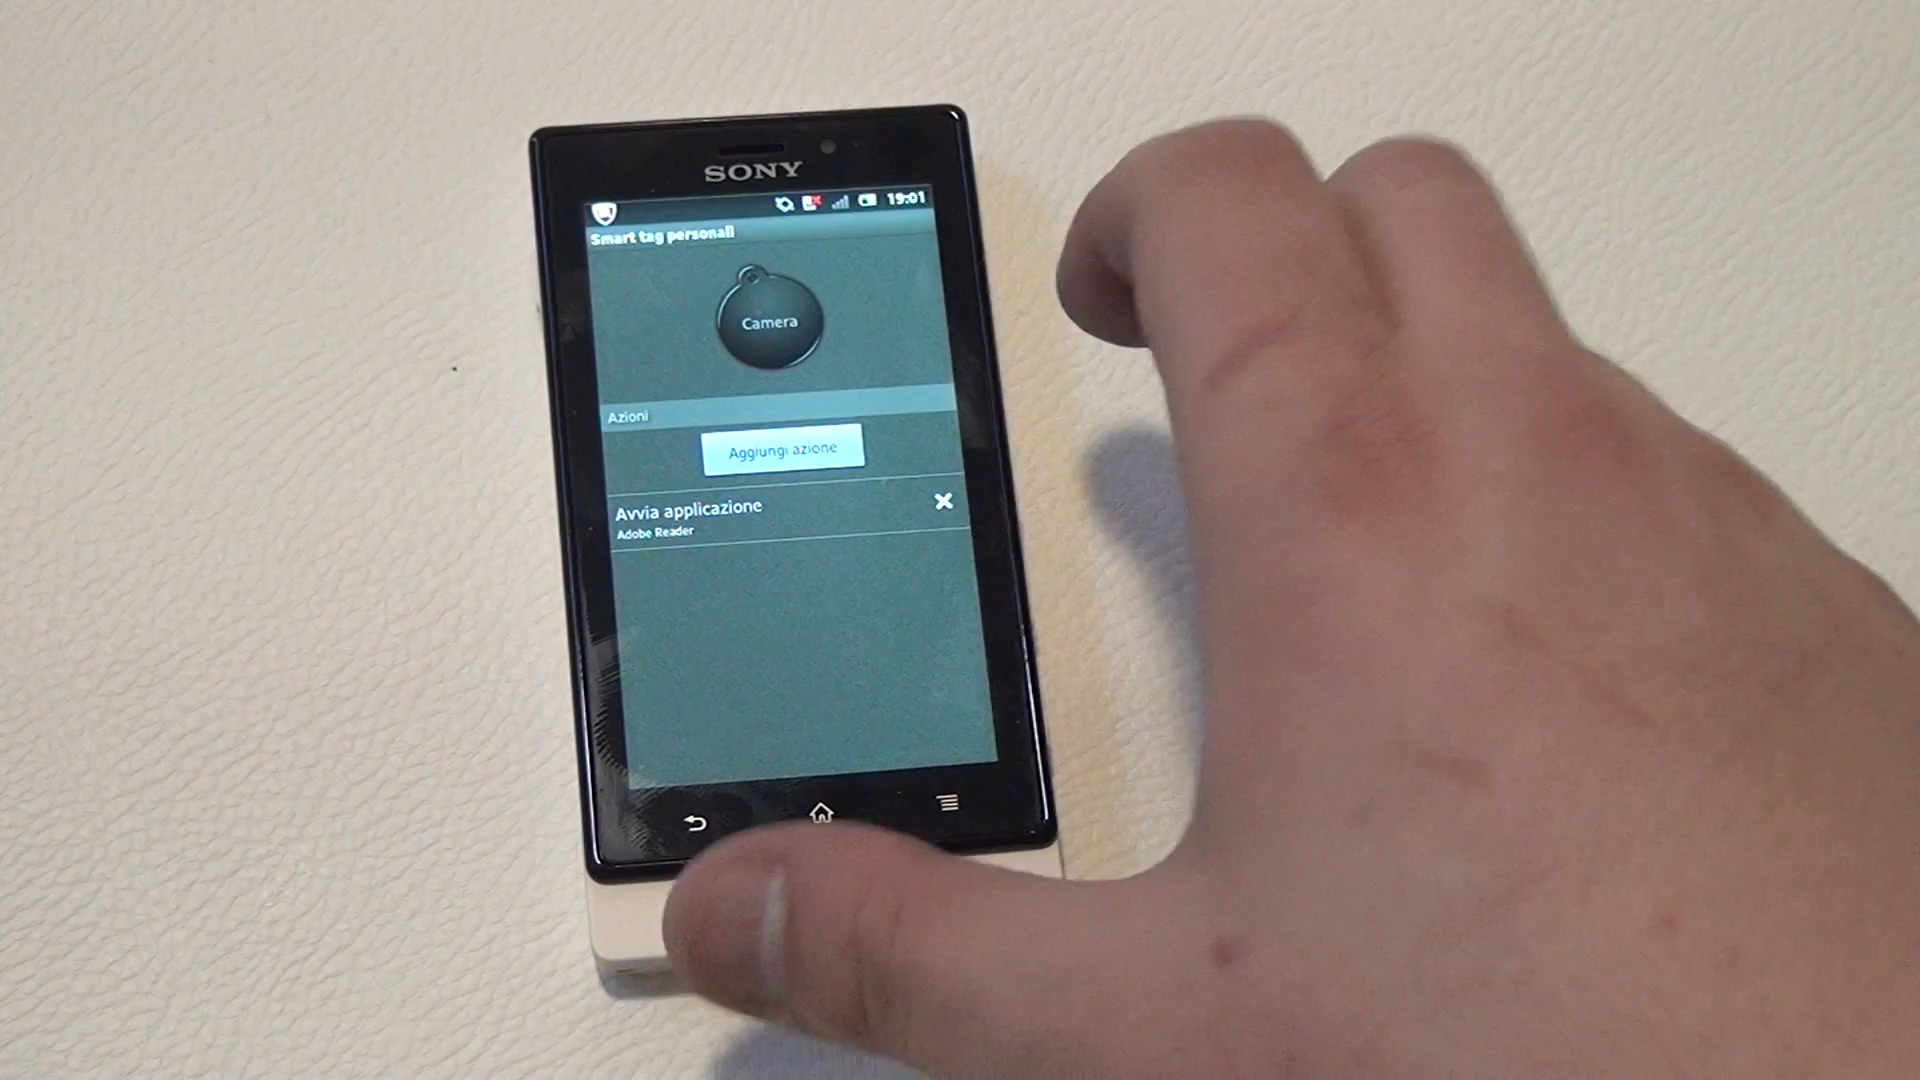 SONY
19:01
Smart tag personali
Camera
Azioni
Aggiungi azione
Avvia applicazione
Adobe Reader